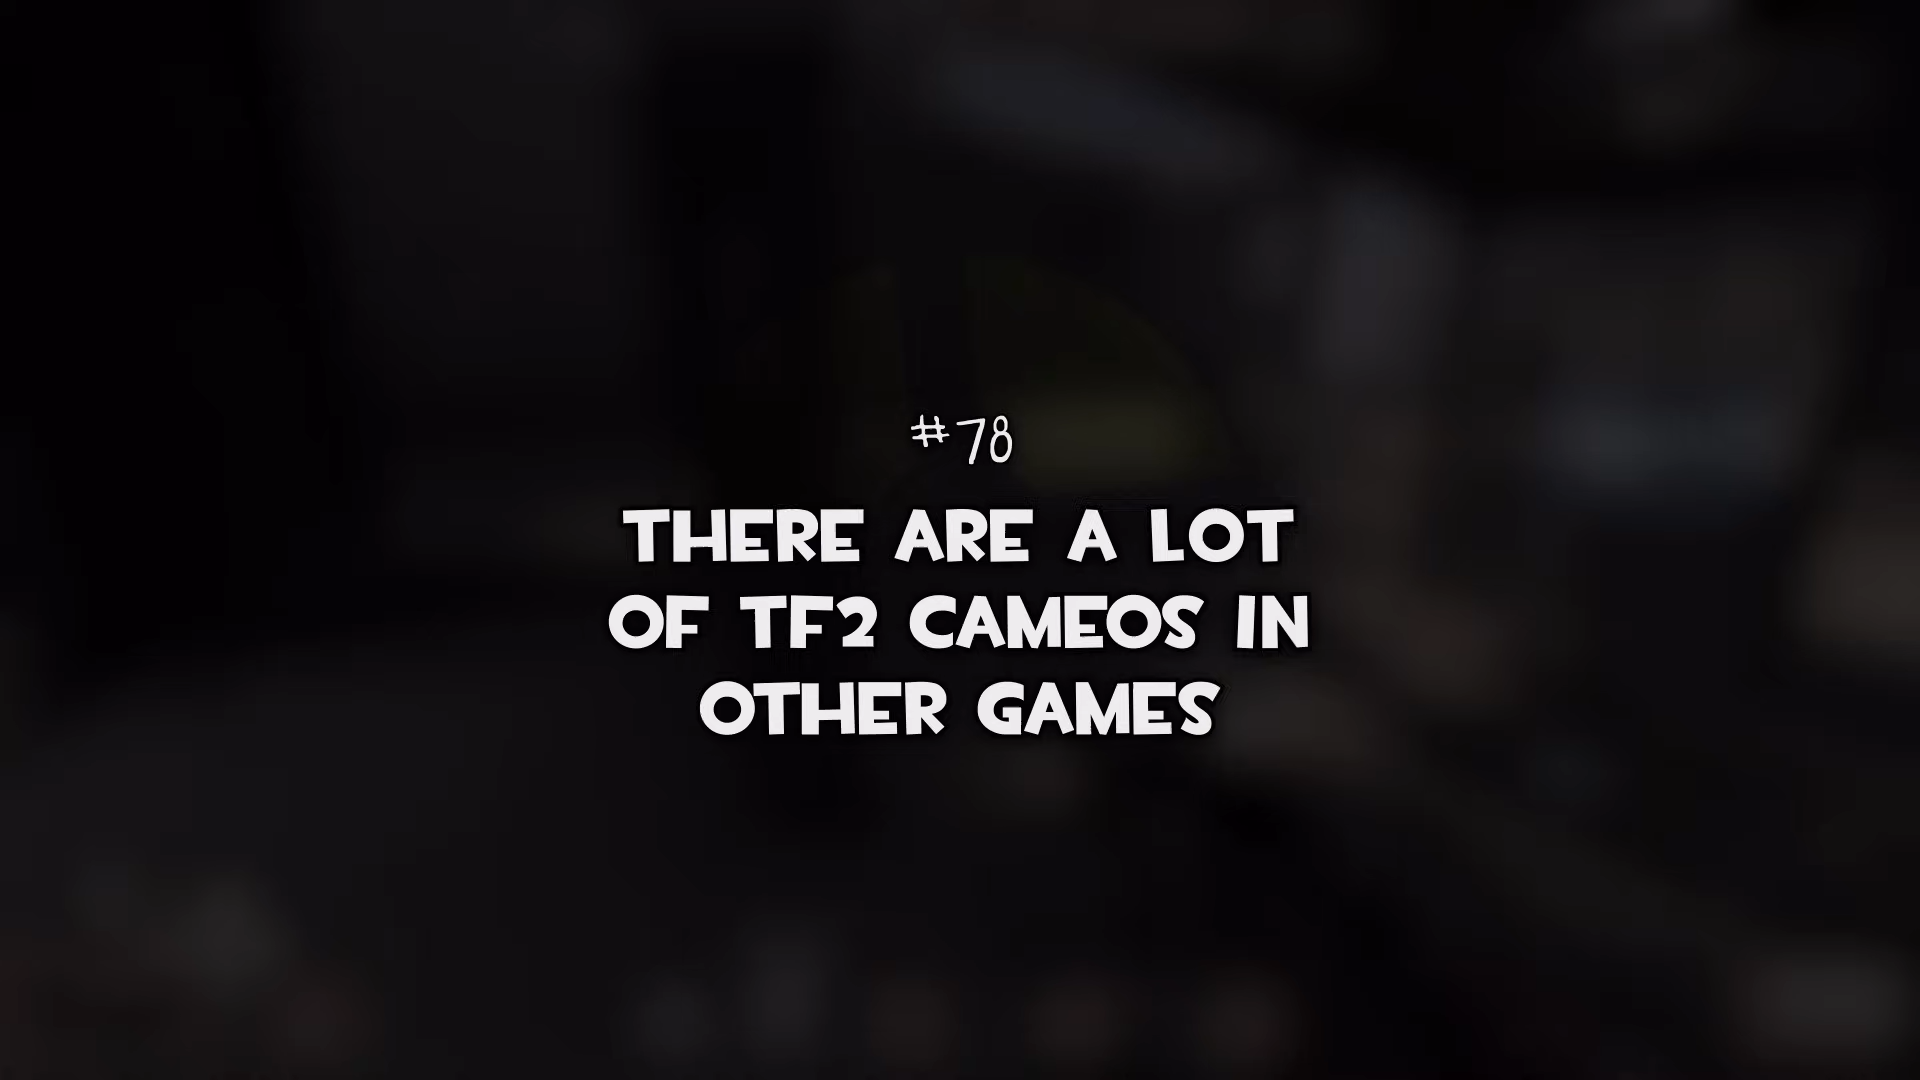 #78
THERE ARE A LOT
OF TF2 CAMEOS IN
OTHER GAMES